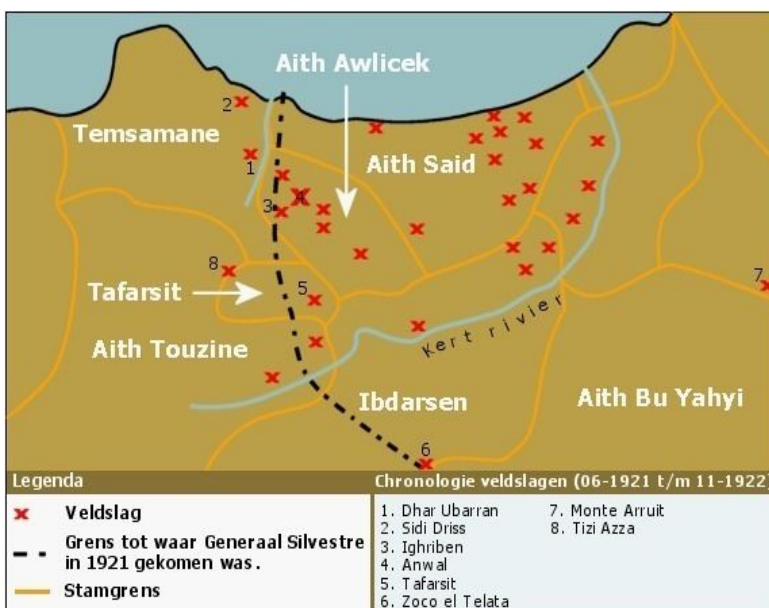 Aith Awlicek
2
Temsamane
1
Aith Said
4
3
8
7
Tafarsit
5
Aith Touzine
Kert rivier
Ibdarsen
Aith Bu Yahyi
6
Legenda
Veldslag
Grens tot waar Generaal Silvestre
in 1921 gekomen was.
Stamgrens
Chronologie veldslagen (06-1921 t/m 11-1922)
1. Dhar Ubarran 7. Monte Arruit
2. Sidi Driss 8. Tizi Azza
3. Ighriben
4. Anwal
5. Tafarsit
6. Zoco el Telata